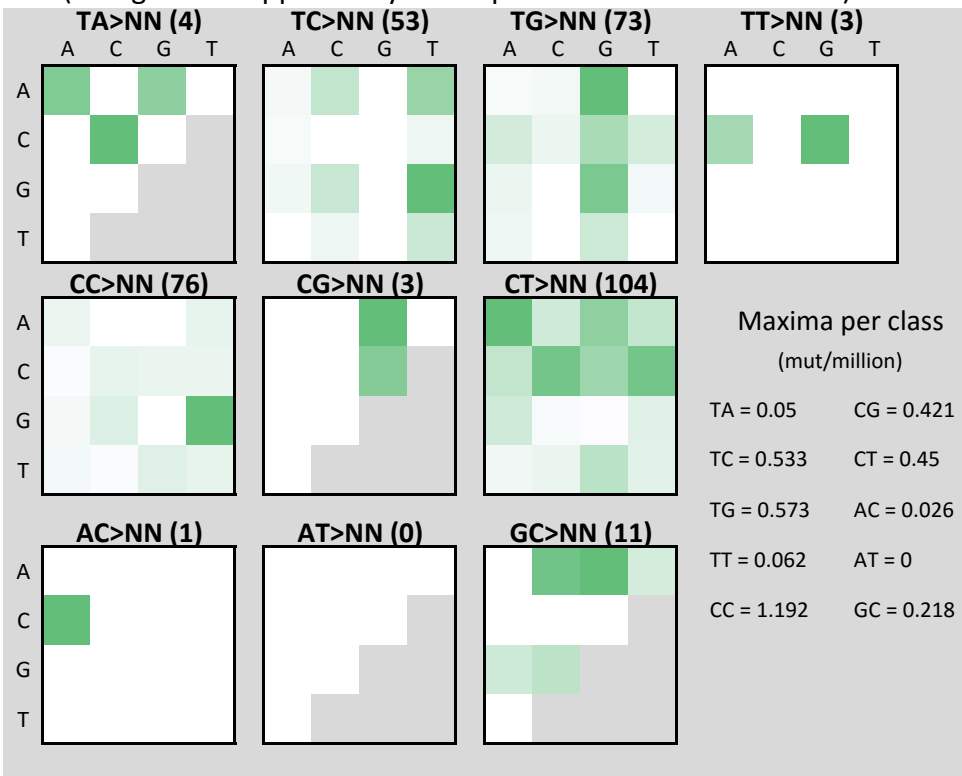 TA>NN (4) TC>NN (53) TG>NN (73) TT>NN (3)
A C G T A C G T A C G T A C G T
A
C
G
T
CC>NN (76) CG>NN (3) CT>NN (104)
A
C
G
T
Maxima per class
(mut/million)
TA = 0.05 CG = 0.421
TC = 0.533 CT = 0.45
TG = 0.573 AC = 0.026
TT = 0.062 AT = 0
CC = 1.192 GC = 0.218
AC>NN (1) AT>NN (0) GC>NN (11)
A
C
G
T